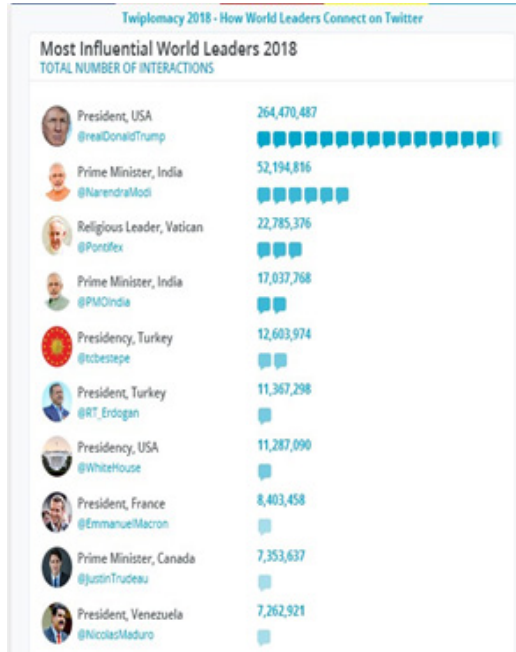 Twiplomacy 2018 - How World Leaders Connect on Twitter
Most Influential World Leaders 2018
TOTAL NUMBER OF INTERACTIONS
President, USA
264,470,487
@realDonaldTrump
Prime Minister, India
52,194,816
@NarendraModi
Religious Leader, Vatican
22,785,376
@Pontifex
Prime Minister, India
17,037,768
@PMOIndia
Presidency, Turkey
12,603,974
@tcbestepe
President, Turkey
11,367,298
@RT_Erdogan
Presidency, USA
11,287,090
@WhiteHouse
President, France
8,403,458
@EmmanuelMacron
Prime Minister, Canada
7,353,637
@JustinTrudeau
President, Venezuela
7,262,921
@NicolasMaduro